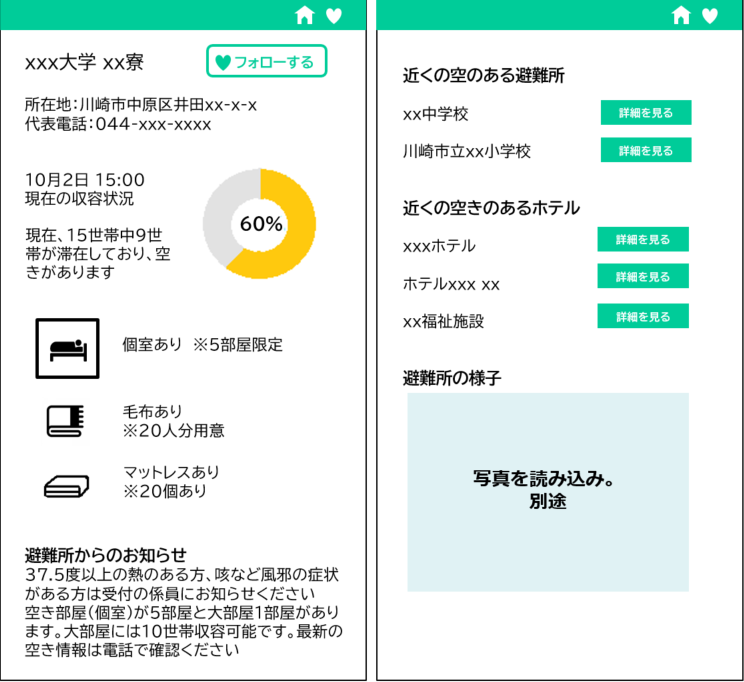 xxx大学 xx寮
フォローする
所在地：川崎市中原区井田xx-x-x
代表電話：044-xxx-xxxx
10月2日 15:00
現在の収容状況
現在、15世帯中9世
帯が滞在しており、空
きがあります
60%
個室あり ※5部屋限定
毛布あり
※20人分用意
マットレスあり
※20個あり
避難所からのお知らせ
37.5度以上の熱のある方、咳など風邪の症状
がある方は受付の係員にお知らせください
空き部屋（個室）が5部屋と大部屋1部屋があり
ます。大部屋には10世帯収容可能です。最新の
空き情報は電話で確認ください
近くの空のある避難所
xx中学校
詳細を見る
川崎市立xx小学校
詳細を見る
近くの空きのあるホテル
xxxホテル
詳細を見る
ホテルxxx xx
詳細を見る
xx福祉施設
詳細を見る
避難所の様子
写真を読み込み。
別途